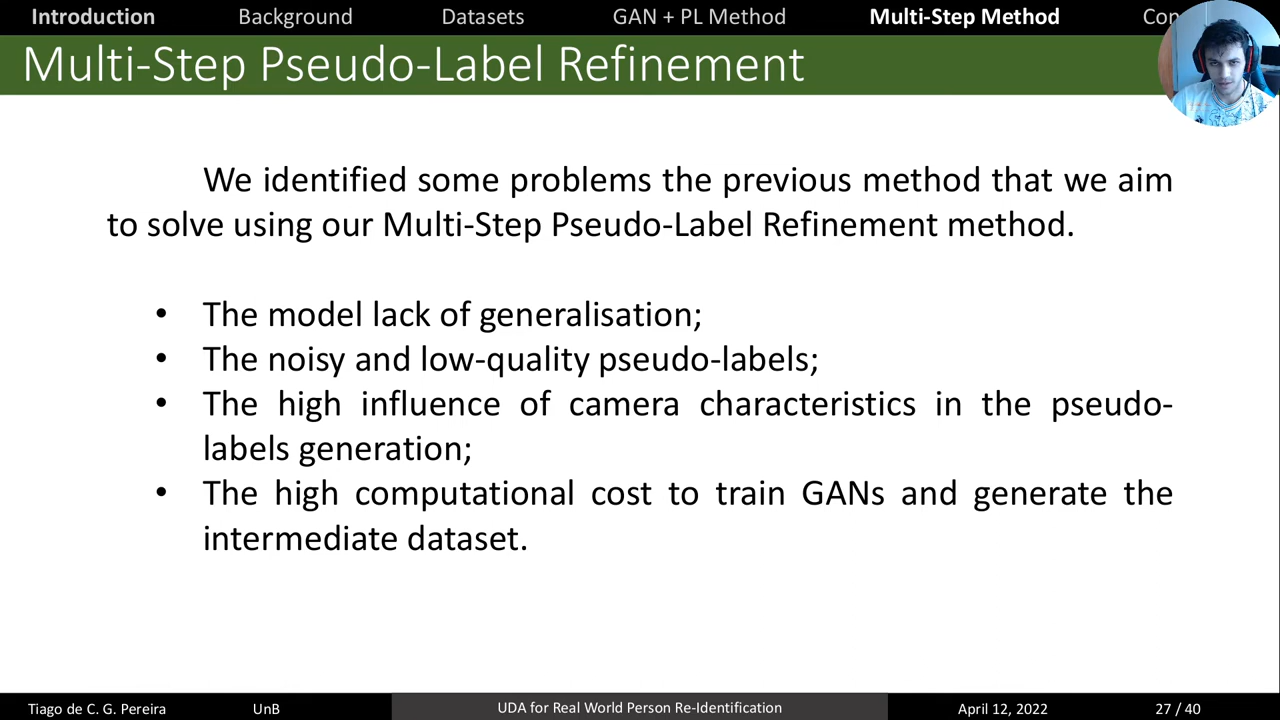 Introduction Background Datasets GAN + PL Method Multi-Step Method
Multi-Step Pseudo-Label Refinement
We identified some problems the previous method that we aim
to solve using our Multi-Step Pseudo-Label Refinement method.
• The model lack of generalisation;
• The noisy and low-quality pseudo-labels;
• The high influence of camera characteristics in the pseudo-
labels generation;
• The high computational cost to train GANs and generate the
intermediate dataset.
Tiago de C. G. Pereira UnB UDA for Real World Person Re-Identification April 12, 2022 27 / 40